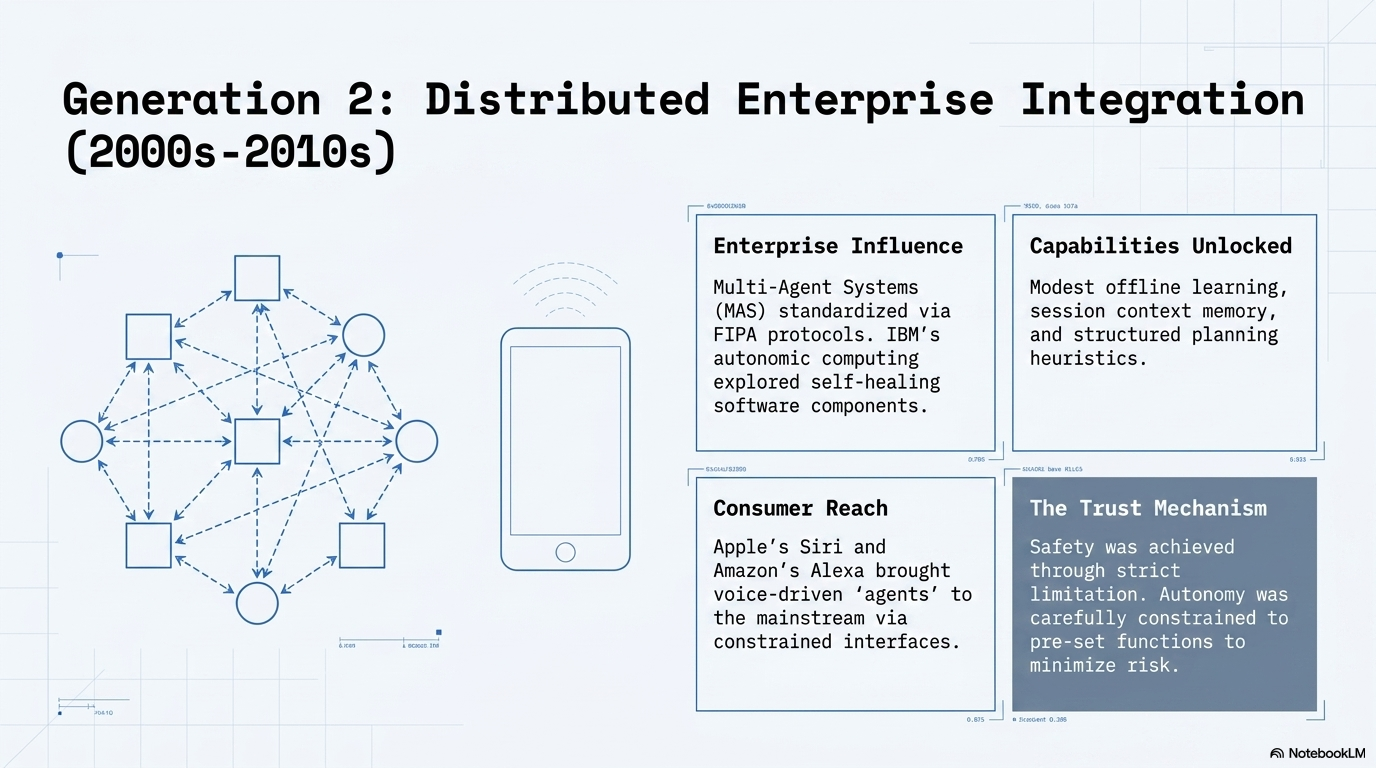 Generation 2: Distributed Enterprise Integration
(2000s-2010s)
Enterprise Influence
Multi-Agent Systems
(MAS) standardized via
FIPA protocols. IBM’s
autonomic computing
explored self-healing
software components.
Capabilities Unlocked
Modest offline learning,
session context memory,
and structured planning
heuristics.
Consumer Reach
Apple’s Siri and
Amazon’s Alexa brought
voice-driven ‘agents’ to
the mainstream via
constrained interfaces.
The Trust Mechanism
Safety was achieved
through strict
limitation. Autonomy was
carefully constrained to
pre-set functions to
minimize risk.
NotebookLM